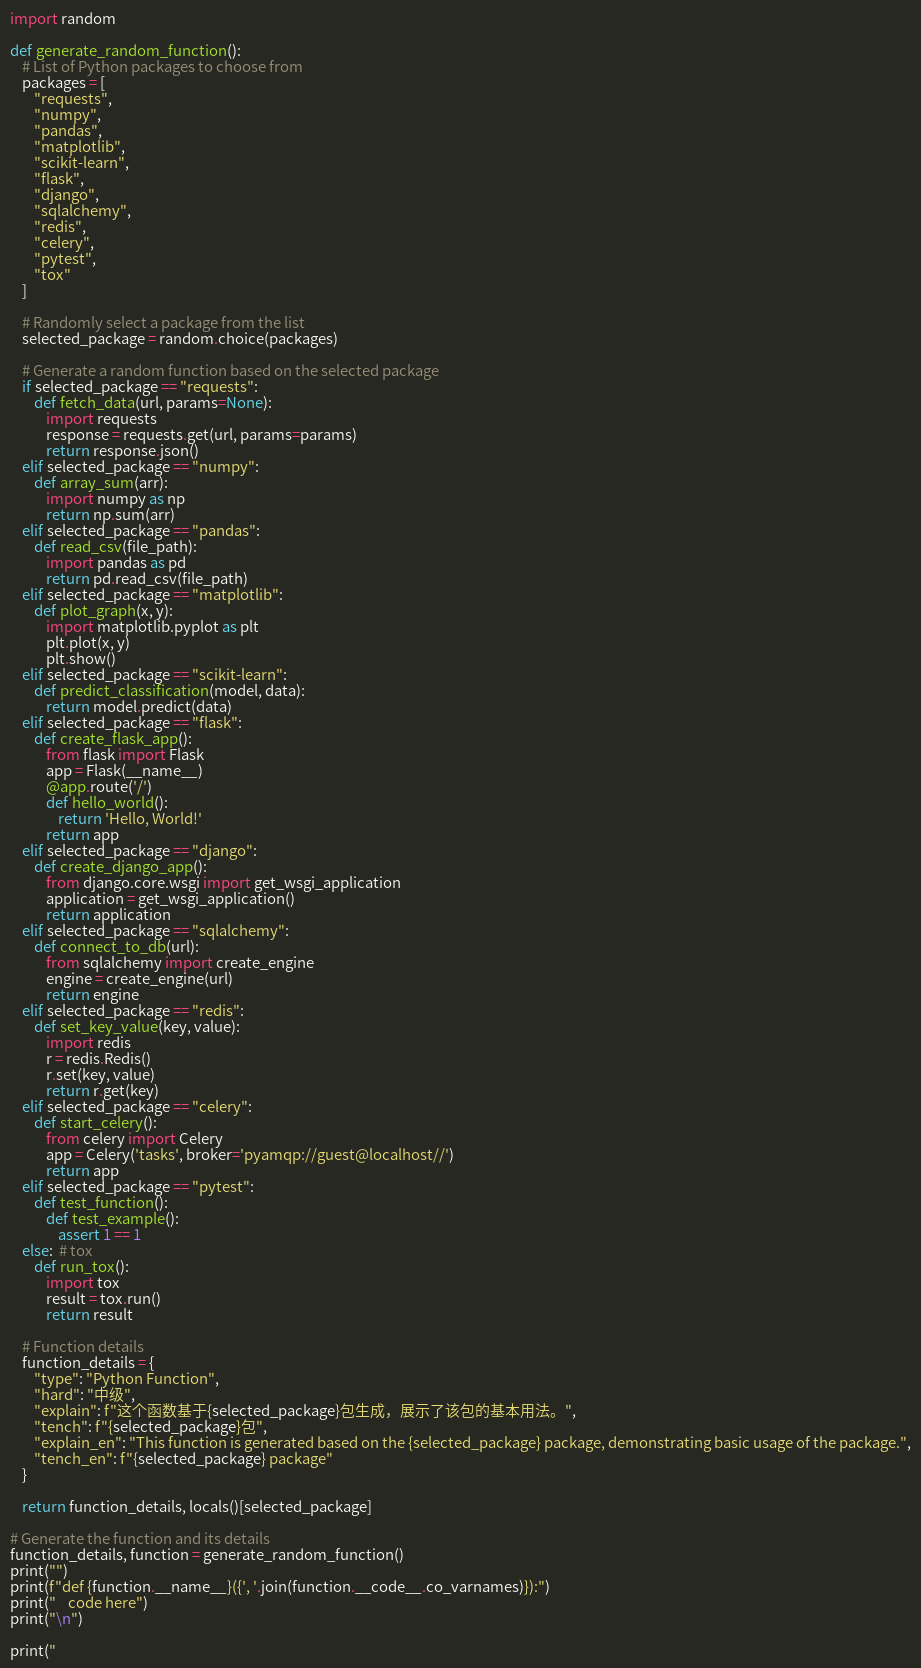 import random

def generate_random_function():
    # List of Python packages to choose from
    packages = [
        "requests",
        "numpy",
        "pandas",
        "matplotlib",
        "scikit-learn",
        "flask",
        "django",
        "sqlalchemy",
        "redis",
        "celery",
        "pytest",
        "tox"
    ]

    # Randomly select a package from the list
    selected_package = random.choice(packages)

    # Generate a random function based on the selected package
    if selected_package == "requests":
        def fetch_data(url, params=None):
            import requests
            response = requests.get(url, params=params)
            return response.json()
    elif selected_package == "numpy":
        def array_sum(arr):
            import numpy as np
            return np.sum(arr)
    elif selected_package == "pandas":
        def read_csv(file_path):
            import pandas as pd
            return pd.read_csv(file_path)
    elif selected_package == "matplotlib":
        def plot_graph(x, y):
            import matplotlib.pyplot as plt
            plt.plot(x, y)
            plt.show()
    elif selected_package == "scikit-learn":
        def predict_classification(model, data):
            return model.predict(data)
    elif selected_package == "flask":
        def create_flask_app():
            from flask import Flask
            app = Flask(__name__)
            @app.route('/')
            def hello_world():
                return 'Hello, World!'
            return app
    elif selected_package == "django":
        def create_django_app():
            from django.core.wsgi import get_wsgi_application
            application = get_wsgi_application()
            return application
    elif selected_package == "sqlalchemy":
        def connect_to_db(url):
            from sqlalchemy import create_engine
            engine = create_engine(url)
            return engine
    elif selected_package == "redis":
        def set_key_value(key, value):
            import redis
            r = redis.Redis()
            r.set(key, value)
            return r.get(key)
    elif selected_package == "celery":
        def start_celery():
            from celery import Celery
            app = Celery('tasks', broker='pyamqp://guest@localhost//')
            return app
    elif selected_package == "pytest":
        def test_function():
            def test_example():
                assert 1 == 1
    else:  # tox
        def run_tox():
            import tox
            result = tox.run()
            return result

    # Function details
    function_details = {
        "type": "Python Function",
        "hard": "中级",
        "explain": f"这个函数基于{selected_package}包生成，展示了该包的基本用法。",
        "tench": f"{selected_package}包",
        "explain_en": "This function is generated based on the {selected_package} package, demonstrating basic usage of the package.",
        "tench_en": f"{selected_package} package"
    }

    return function_details, locals()[selected_package]

# Generate the function and its details
function_details, function = generate_random_function()
print("")
print(f"def {function.__name__}({', '.join(function.__code__.co_varnames)}):")
print("    code here")
print("\n")

print("